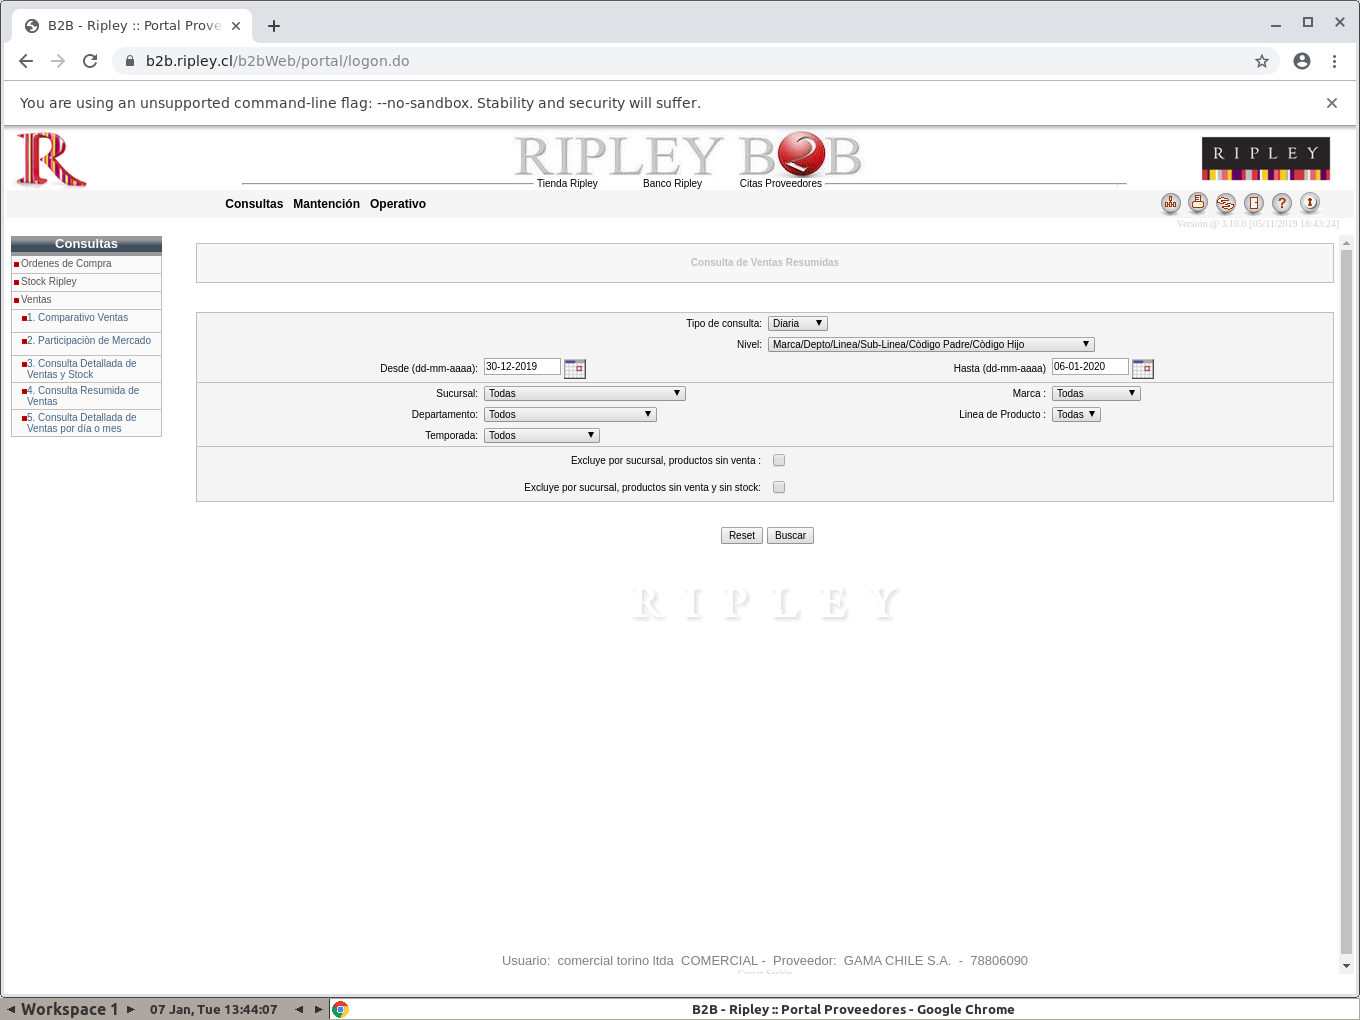 B2B - Ripley :: Portal Prove
b2b.ripley.cl/b2bWeb/portal/logon.do
You are using an unsupported command-line flag: --no-sandbox. Stability and security will suffer.
RIPLEY B2B
RIPLEY
Tienda Ripley Banco Ripley Citas Proveedores
Consultas Mantención Operativo
Versión @ 3.10.6 [05/11/2019 18:43:24]
Consultas
Ordenes de Compra
Stock Ripley
Ventas
1. Comparativo Ventas
2. Participaciòn de Mercado
3. Consulta Detallada de
Ventas y Stock
4. Consulta Resumida de
Ventas
5. Consulta Detallada de
Ventas por día o mes
Consulta de Ventas Resumidas
Tipo de consulta: Diaria
Nivel: Marca/Depto/Linea/Sub-Linea/Còdigo Padre/Còdigo Hijo
Desde (dd-mm-aaaa): 30-12-2019 Hasta (dd-mm-aaaa) 06-01-2020
Sucursal: Todas Marca : Todas
Departamento: Todos Linea de Producto : Todas
Temporada: Todos
Excluye por sucursal, productos sin venta :
Excluye por sucursal, productos sin venta y sin stock:
Reset Buscar
RIPLEY
Usuario: comercial torino ltda COMERCIAL - Proveedor: GAMA CHILE S.A. - 78806090
Cerrar Sesión
Workspace 1 07 Jan, Tue 13:44:07 B2B - Ripley :: Portal Proveedores - Google Chrome